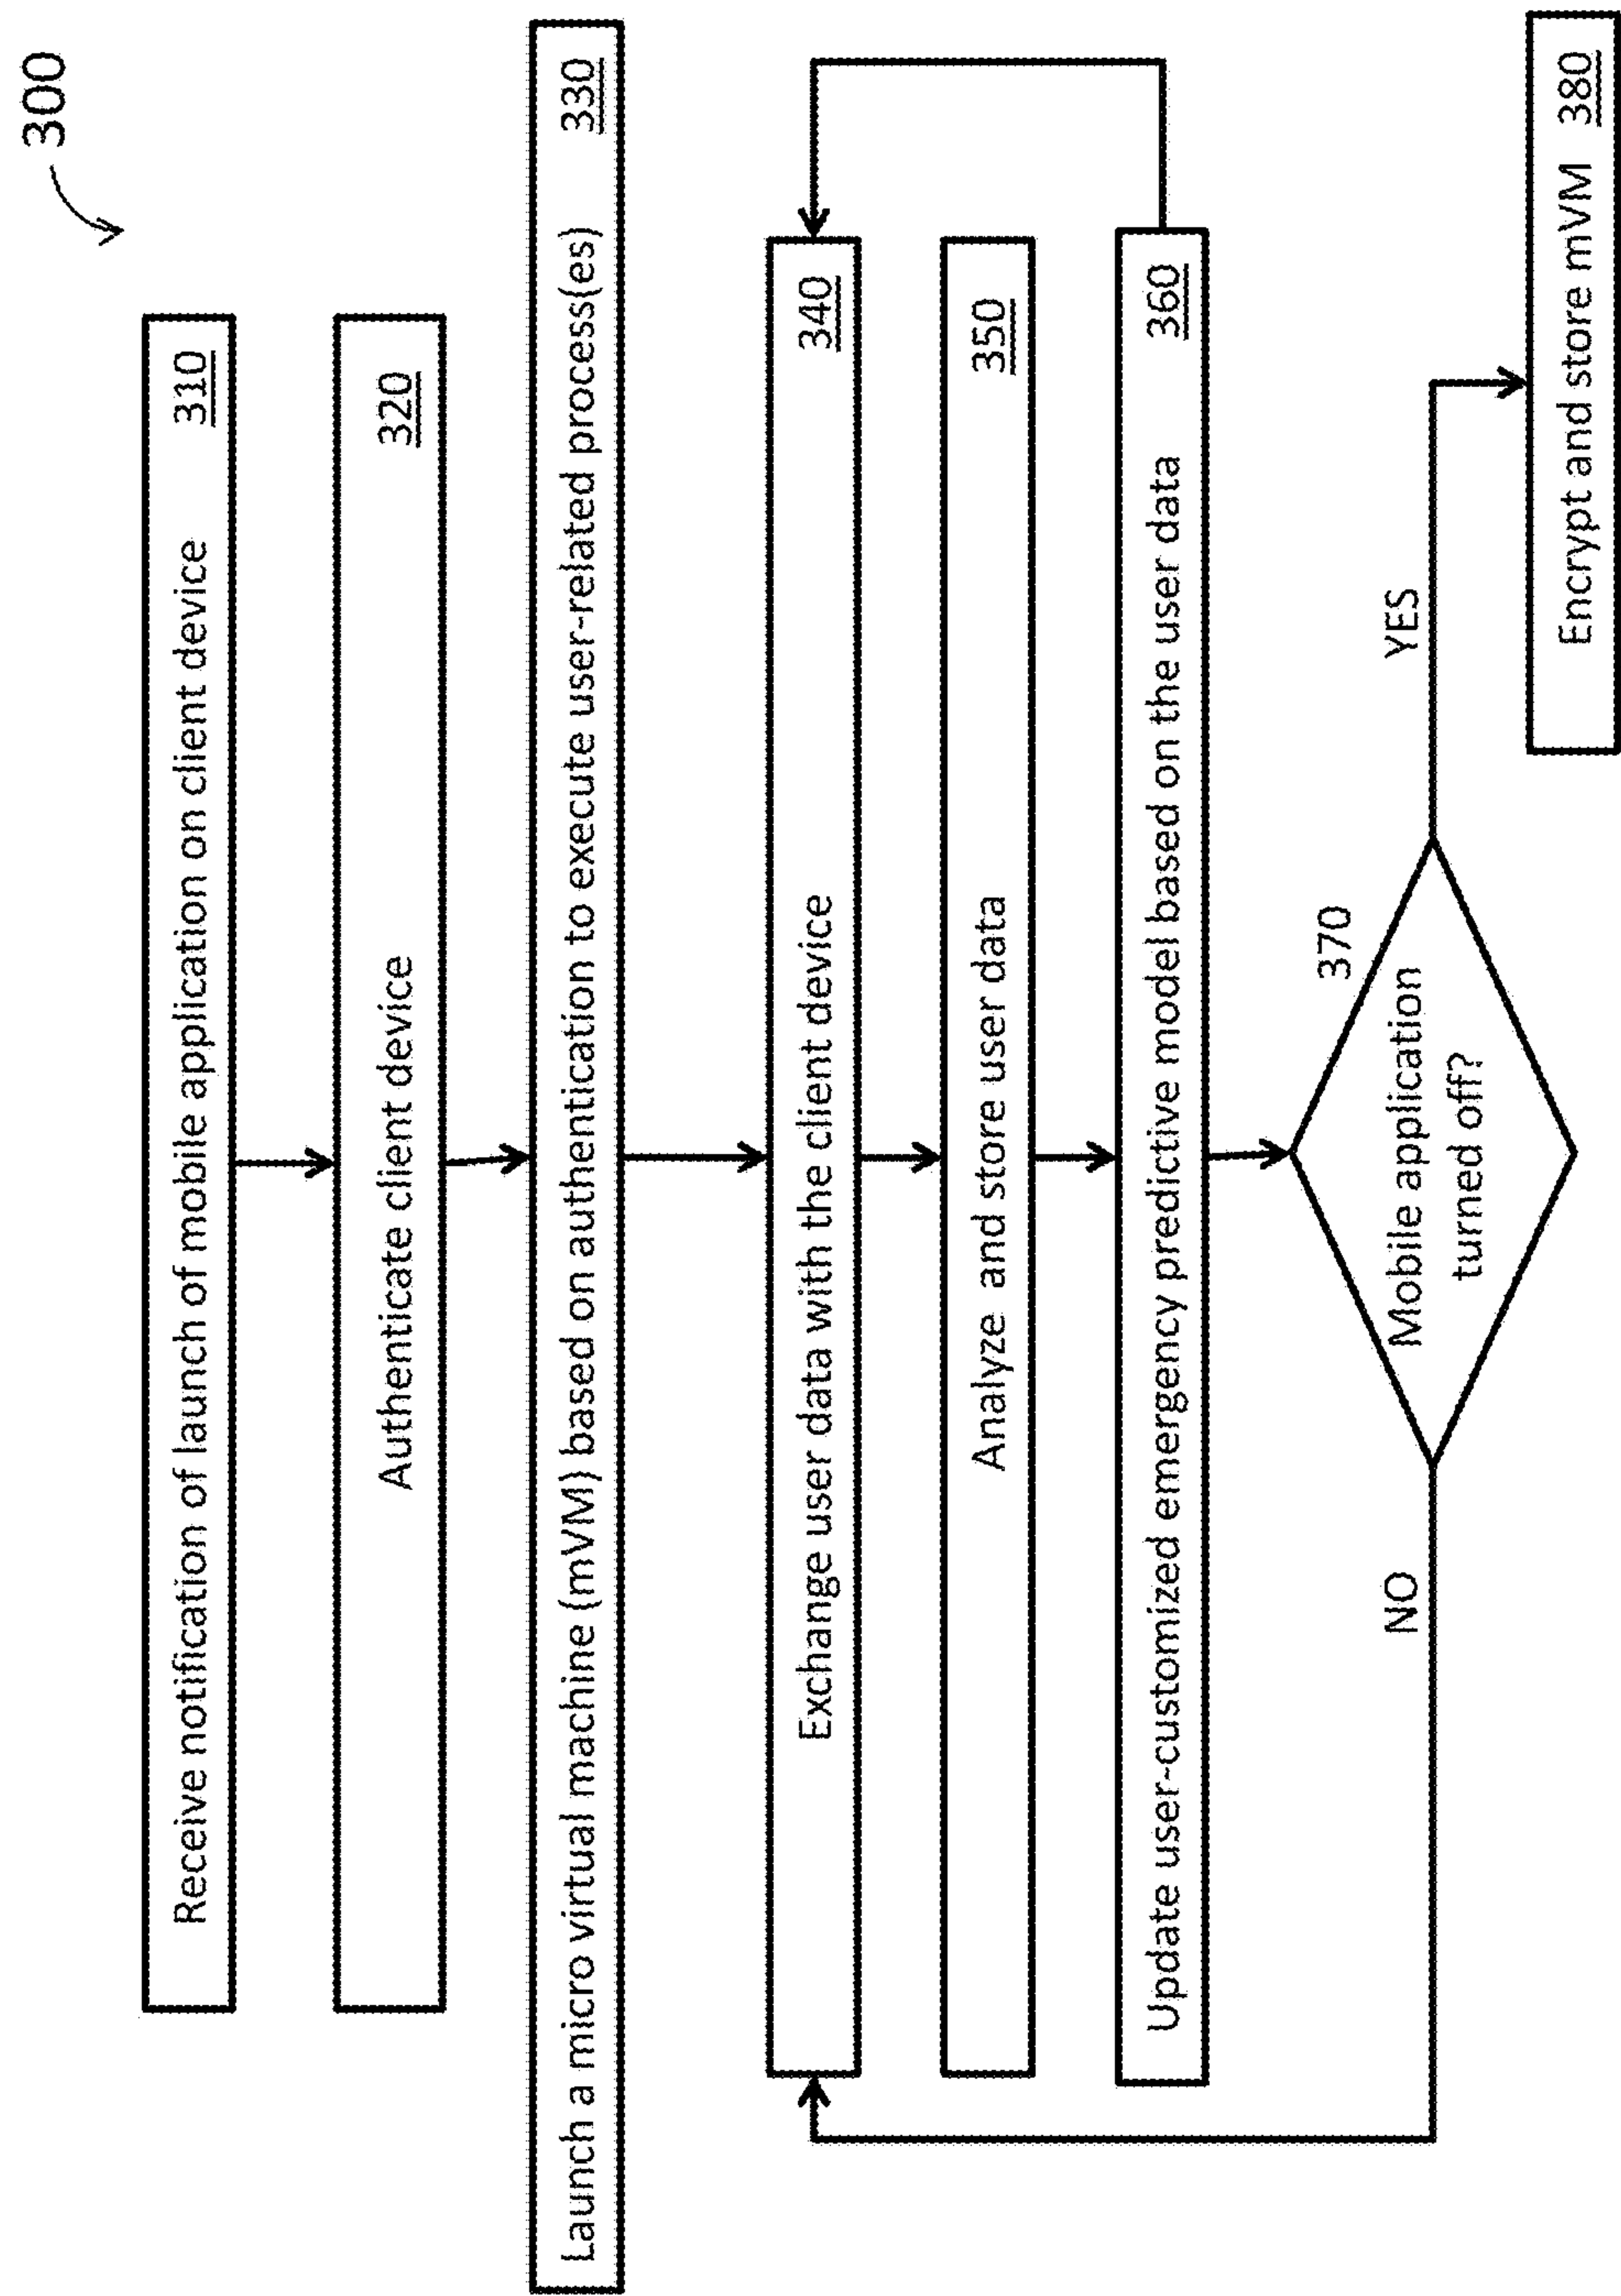 300
Receive notification of launch of mobile application on client device 310
Authenticate client device 320
Launch a micro virtual machine (mVM) based on authentication to execute user-related process(es) 330
Exchange user data with the client device 340
Analyze and store user data 350
Update user-customized emergency predictive model based on the user data 360
370
Mobile application
turned off?
NO
YES
Encrypt and store mVM 380